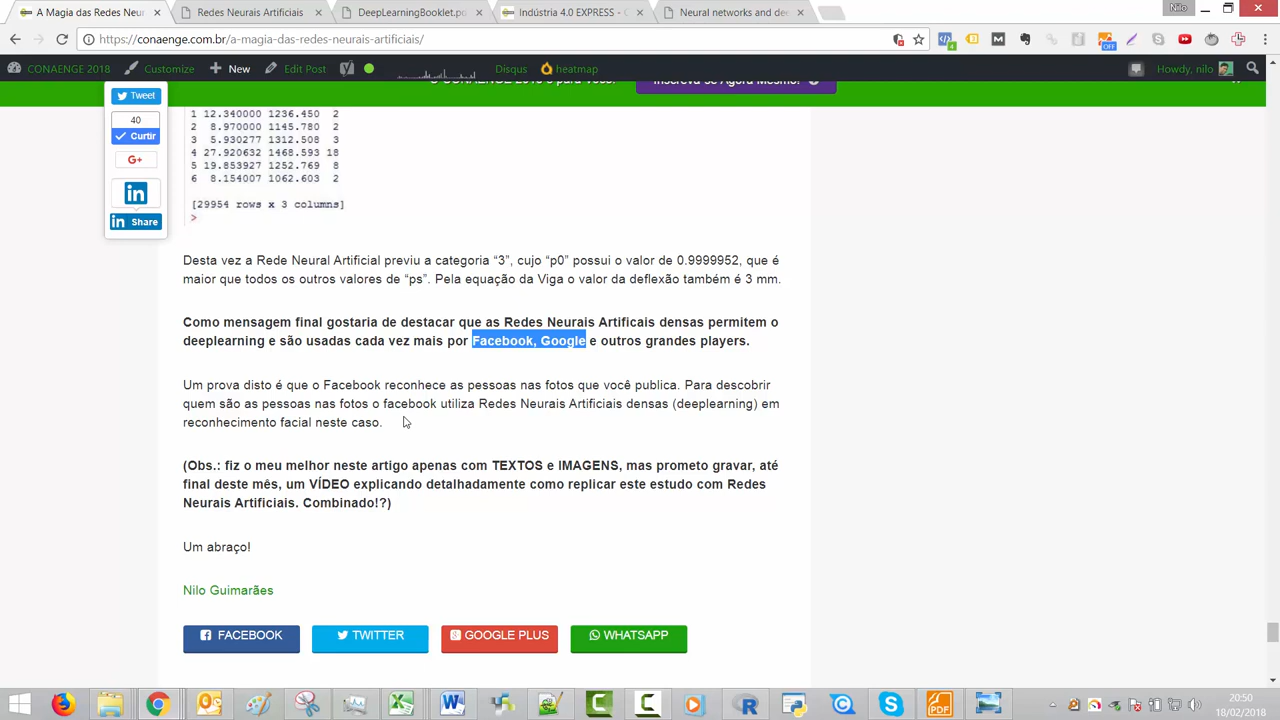 A Magia das Redes Neu
Redes Neurais Artificiais
DeepLearningBooklet.pd
Indústria 4.0 EXPRESS - C
Neural networks and dee
Nilo
https://conaenge.com.br/a-magia-das-redes-neurais-artificiais/
CONAENGE 2018
Customize
New
Edit Post
Disqus
heatmap
Howdy, nilo
Tweet
40
Curtir
G+
in
in Share
1 12.340000 1236.450 2
2 8.970000 1145.780 2
3 5.930277 1312.508 3
4 27.920632 1468.593 18
5 19.853927 1252.769 8
6 8.154007 1062.603 2
[29954 rows x 3 columns]
>
Desta vez a Rede Neural Artificial previu a categoria “3”, cujo “p0” possui o valor de 0.9999952, que é
maior que todos os outros valores de “ps”. Pela equação da Viga o valor da deflexão também é 3 mm.
Como mensagem final gostaria de destacar que as Redes Neurais Artificais densas permitem o
deeplearning e são usadas cada vez mais por Facebook, Google e outros grandes players.
Um prova disto é que o Facebook reconhece as pessoas nas fotos que você publica. Para descobrir
quem são as pessoas nas fotos o facebook utiliza Redes Neurais Artificiais densas (deeplearning) em
reconhecimento facial neste caso.
(Obs.: fiz o meu melhor neste artigo apenas com TEXTOS e IMAGENS, mas prometo gravar, até
final deste mês, um VÍDEO explicando detalhadamente como replicar este estudo com Redes
Neurais Artificiais. Combinado!?)
Um abraço!
Nilo Guimarães
FACEBOOK
TWITTER
GOOGLE PLUS
WHATSAPP
20:50
18/02/2018